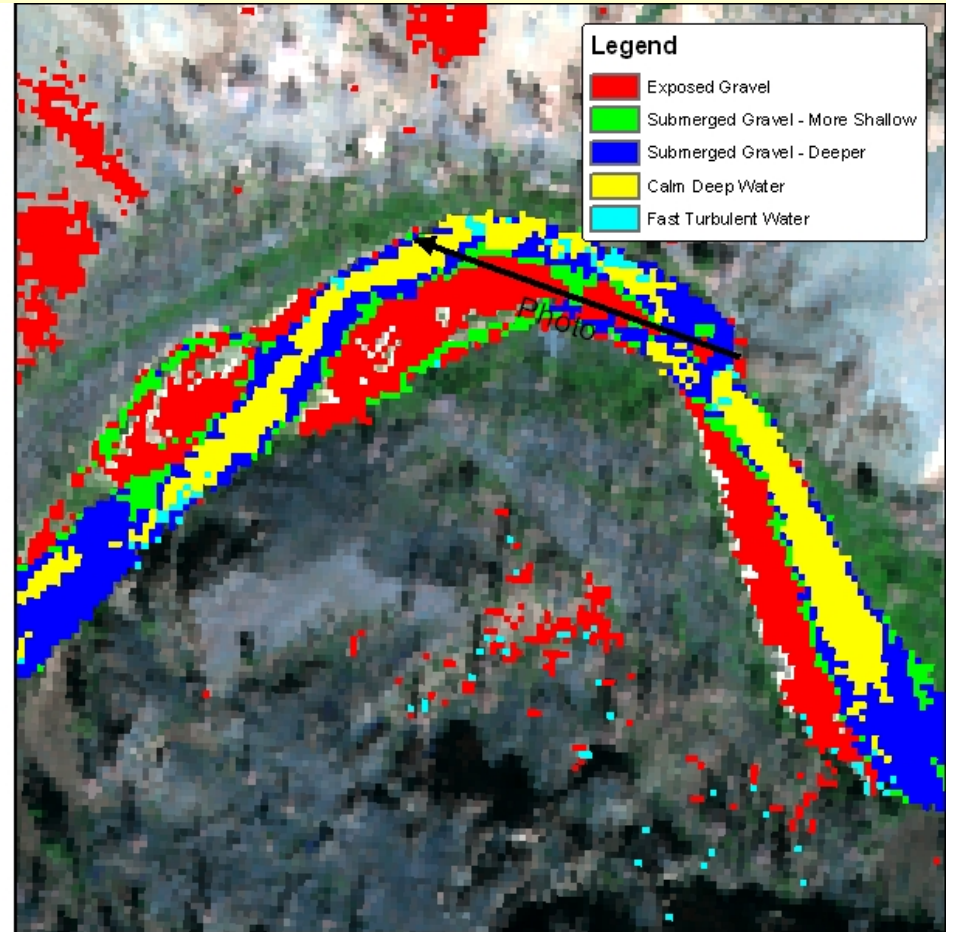 Legend
Exposed Gravel
Submerged Gravel - More Shallow
Submerged Gravel - Deeper
Calm Deep Water
Fast Turbulent Water
Photo